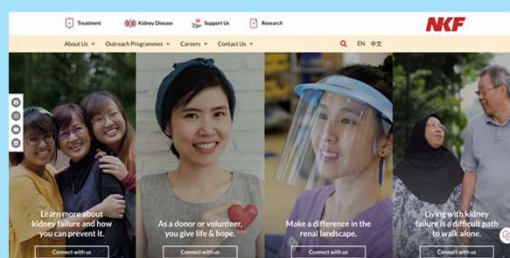 Treatment Kidney Disease Support Us Research
NKF
About Us Outreach Programmes Careers Contact Us EN 中文
Learn more about
kidney failure and how
you can prevent it.
Connect with us
As a donor or volunteer,
you give life & hope.
Connect with us
Make a difference in the
renal landscape.
Connect with us
Living with kidney
failure is a difficult path
to walk alone.
Connect with us